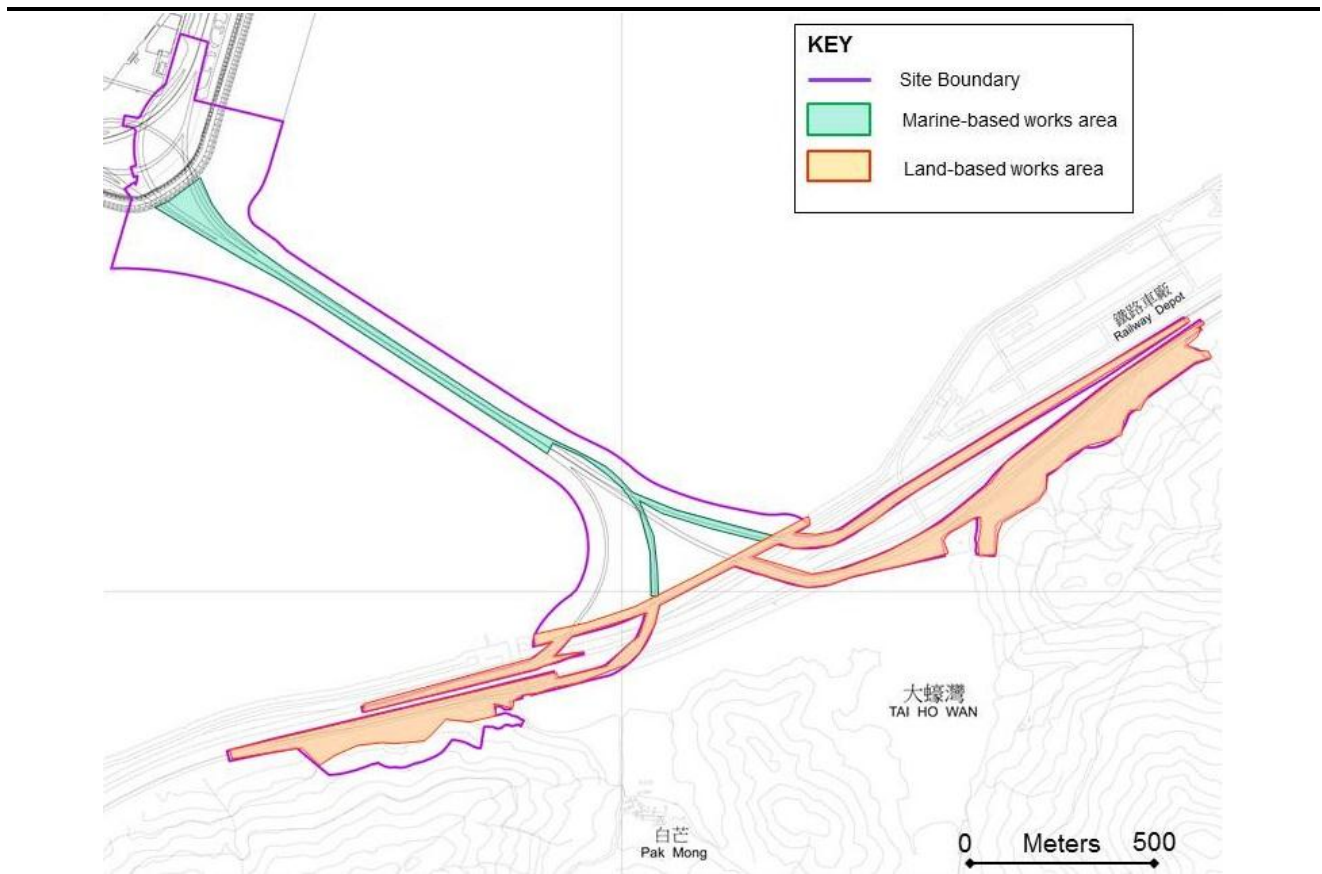 KEY
Site Boundary
Marine-based works area
Land-based works area
鐵路車廠
Railway Depot
大蠔灣
TAI HO WAN
白芒
Pak Mong
0 Meters 500